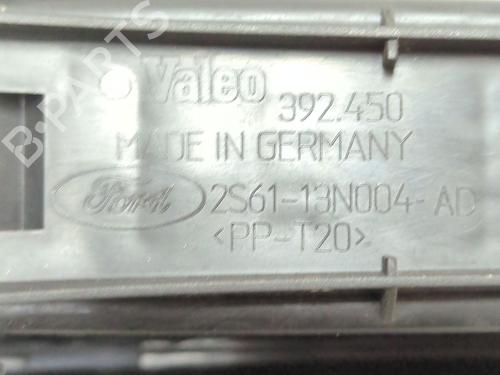 B-PARTS
Valeo 392.450
MADE IN GERMANY
Ford 2S61-13N004-AD
<PP-T20>